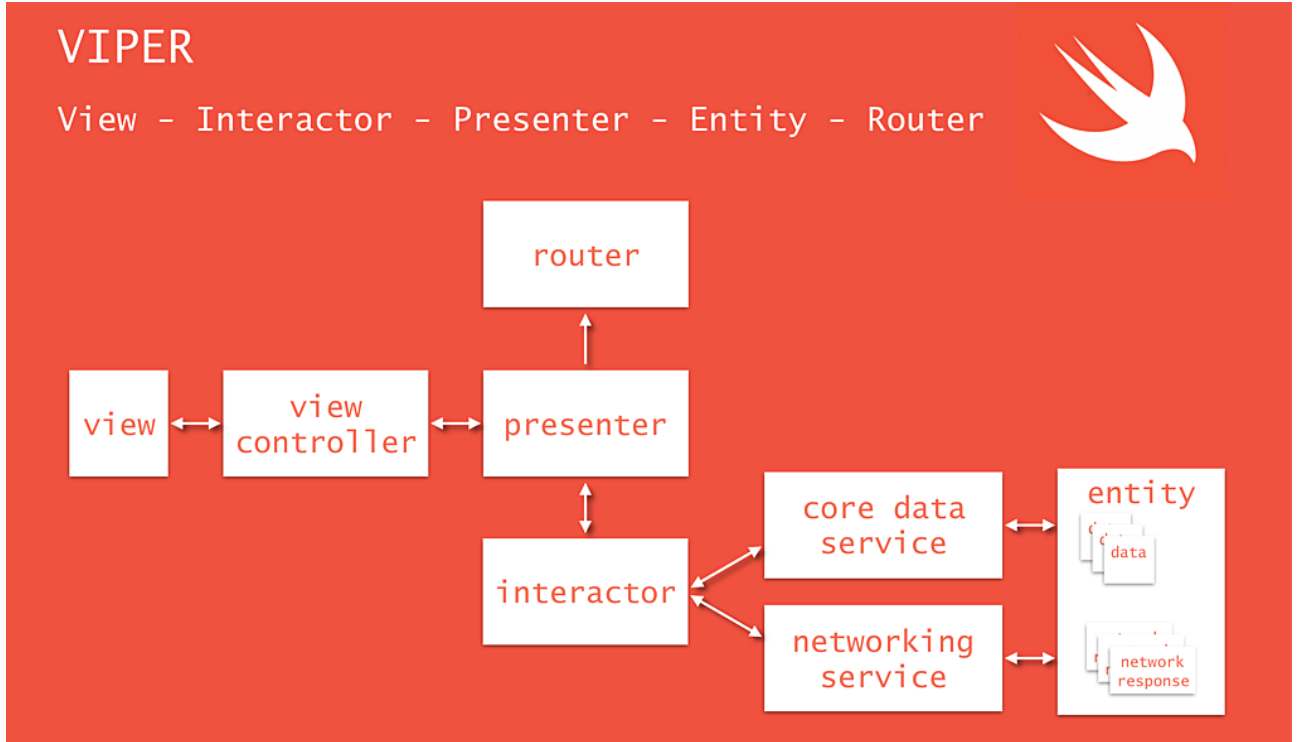 VIPER
View - Interactor - Presenter - Entity - Router
router
view
view
controller
presenter
interactor
core data
service
networking
service
entity
data
network
response